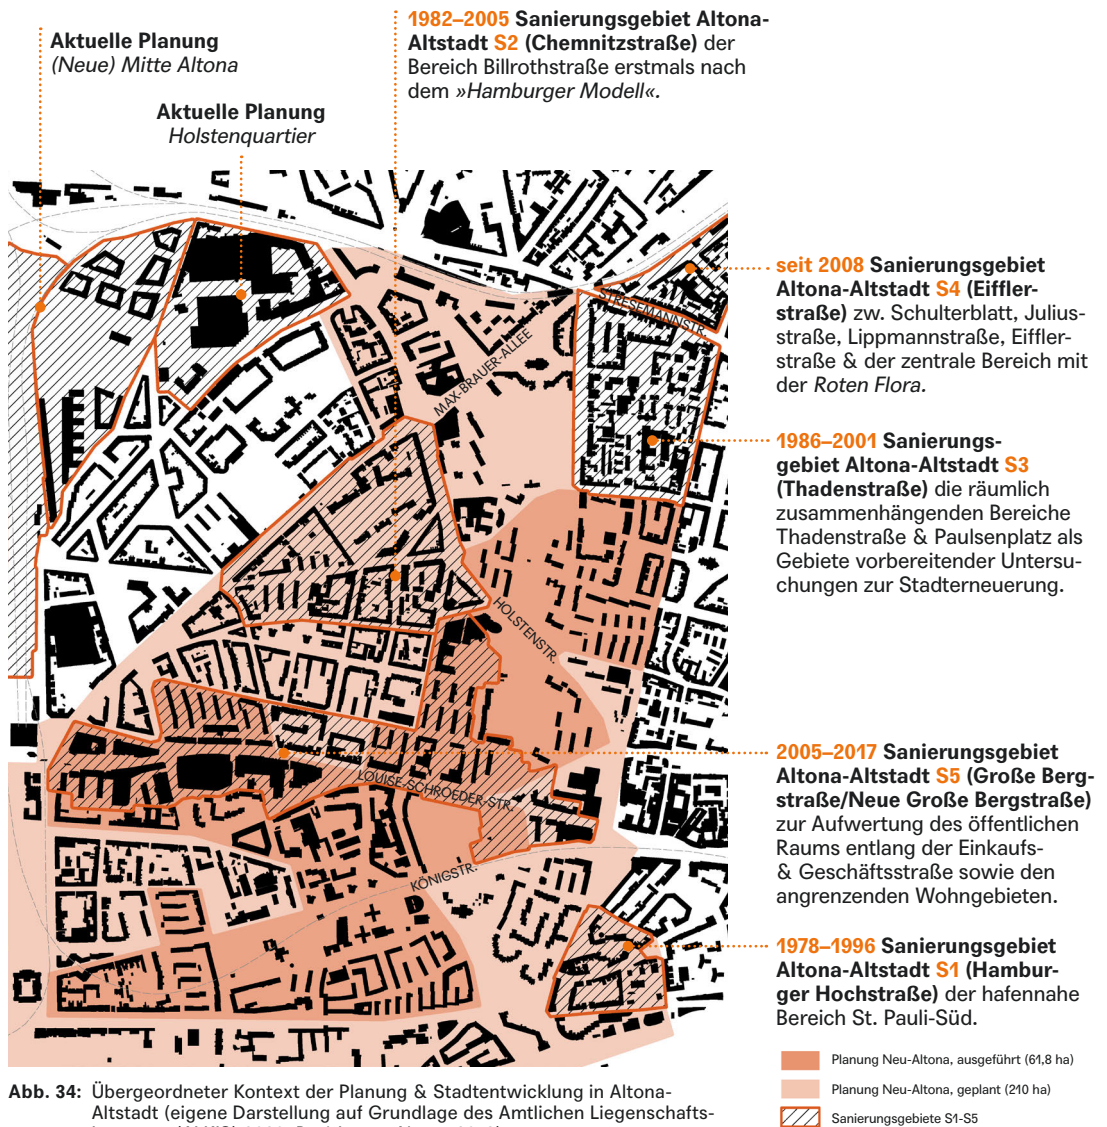 Aktuelle Planung
(Neue) Mitte Altona
Aktuelle Planung
Holstenquartier
1982–2005 Sanierungsgebiet Altona-
Altstadt S2 (Chemnitzstraße) der
Bereich Billrothstraße erstmals nach
dem »Hamburger Modell«.
seit 2008 Sanierungsgebiet
Altona-Altstadt S4 (Eiffler-
straße) zw. Schulterblatt, Julius-
straße, Lippmannstraße, Eiffler-
straße & der zentrale Bereich mit
der Roten Flora.
1986–2001 Sanierungs-
gebiet Altona-Altstadt S3
(Thadenstraße) die räumlich
zusammenhängenden Bereiche
Thadenstraße & Paulsenplatz als
Gebiete vorbereitender Untersu-
chungen zur Stadterneuerung.
2005–2017 Sanierungsgebiet
Altona-Altstadt S5 (Große Berg-
straße/Neue Große Bergstraße)
zur Aufwertung des öffentlichen
Raums entlang der Einkaufs-
& Geschäftsstraße sowie den
angrenzenden Wohngebieten.
1978–1996 Sanierungsgebiet
Altona-Altstadt S1 (Hambur-
ger Hochstraße) der hafennahe
Bereich St. Pauli-Süd.
STRESEMANNSTR.
MAX-BRAUER-ALLEE
HOLSTENSTR.
LOUISE-SCHROEDER-STR.
KÖNIGSTR.
Planung Neu-Altona, ausgeführt (61,8 ha)
Planung Neu-Altona, geplant (210 ha)
Sanierungsgebiete S1-S5
Abb. 34: Übergeordneter Kontext der Planung & Stadtentwicklung in Altona-
Altstadt (eigene Darstellung auf Grundlage des Amtlichen Liegenschafts-